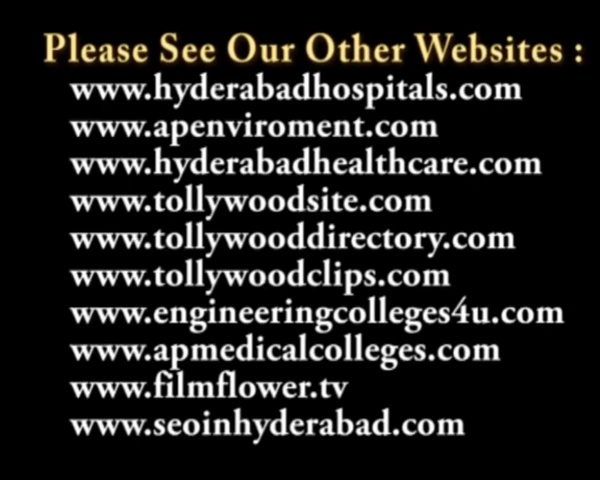 Please See Our Other Websites :
www.hyderabadhospitals.com
www.apenviroment.com
www.hyderabadhealthcare.com
www.tollywoodsite.com
www.tollywooddirectory.com
www.tollywoodclips.com
www.engineeringcolleges4u.com
www.apmedicalcolleges.com
www.filmflower.tv
www.seoinhyderabad.com